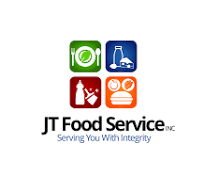 JT Food Service INC
Serving You With Integrity